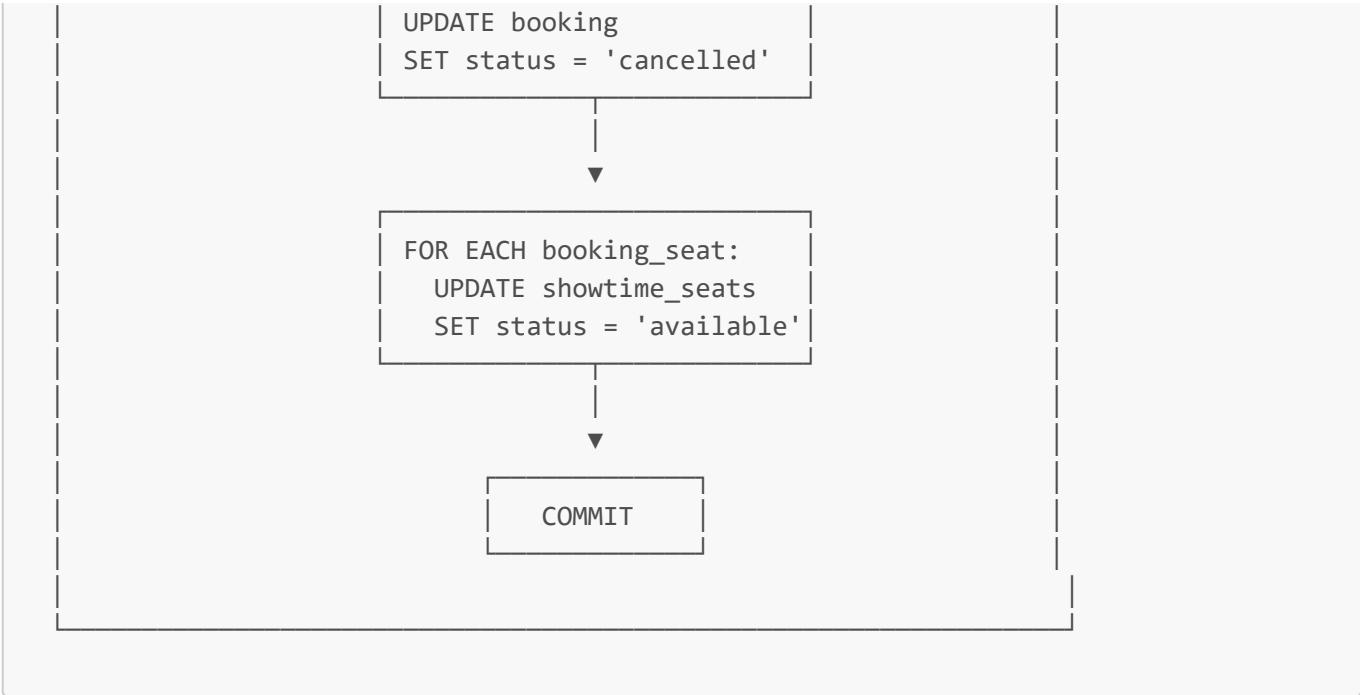 UPDATE booking
SET status = 'cancelled'
FOR EACH booking_seat:
UPDATE showtime_seats
SET status = 'available'
COMMIT